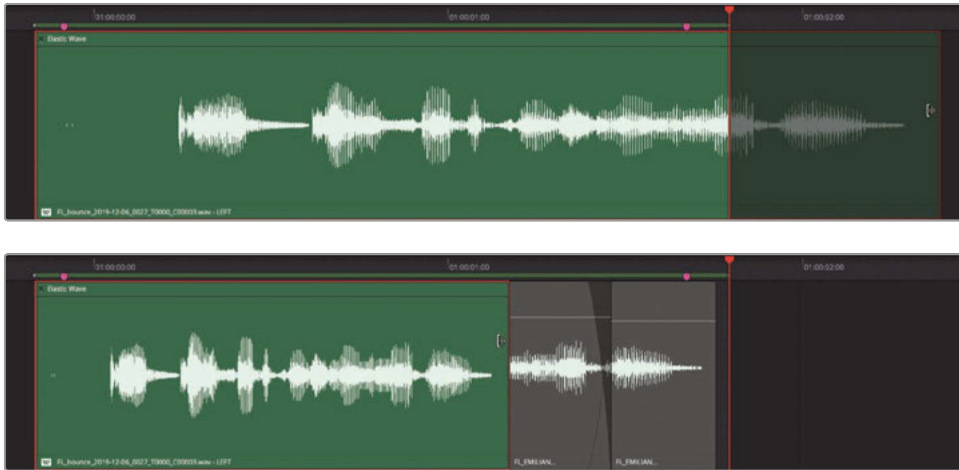 01:00:00:00 01:00:01:00 01:00:02:00
Elastic Wave
FL_bounce_2019-12-06_0027_T0000_C00003.wav - LEFT
01:00:00:00 01:00:01:00 01:00:02:00
Elastic Wave
FL_bounce_2019-12-06_0027_T0000_C00003.wav - LEFT
FL_EMILIAN...
FL_EMILIAN...